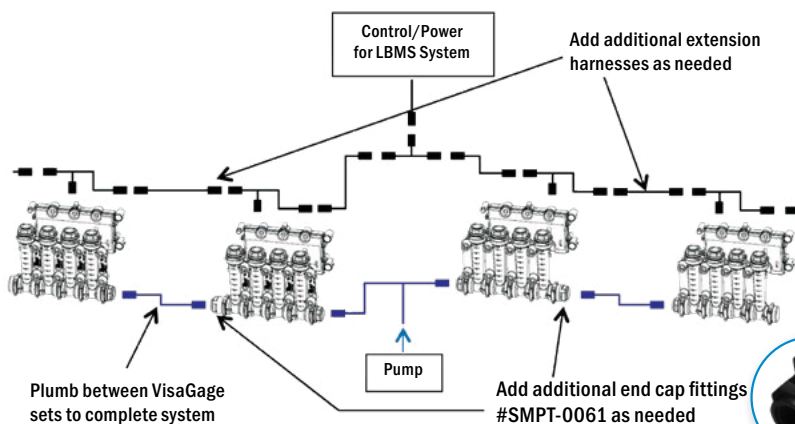 Control/Power
for LBMS System
Add additional extension
harnesses as needed
Pump
Plumb between VisaGage
sets to complete system
Add additional end cap fittings
#SMPT-0061 as needed